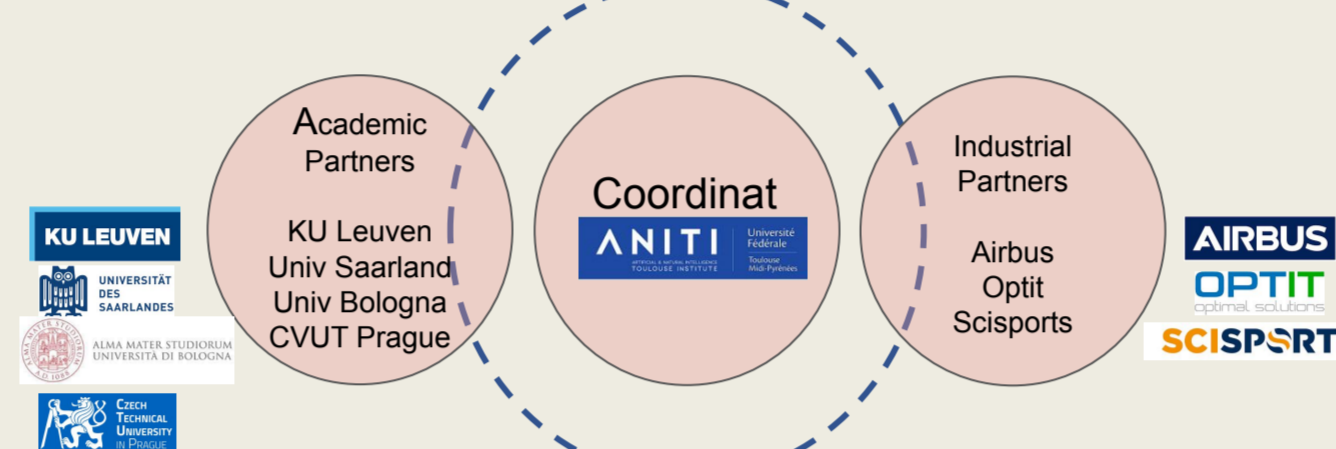 Academic
Partners
KU Leuven
Univ Saarland
Univ Bologna
CVUT Prague
KU LEUVEN
UNIVERSITÄT
DES
SAARLANDES
ALMA MATER STUDIORUM
UNIVERSITÀ DI BOLOGNA
CZECH
TECHNICAL
UNIVERSITY
IN PRAGUE
Coordinat
ANITI
ARTIFICIAL & NATURAL INTELLIGENCE
TOULOUSE INSTITUTE
Université
Fédérale
Toulouse
Midi-Pyrénées
Industrial
Partners
Airbus
Optit
Scisports
AIRBUS
OPTIT
optimal solutions
SCISPORT